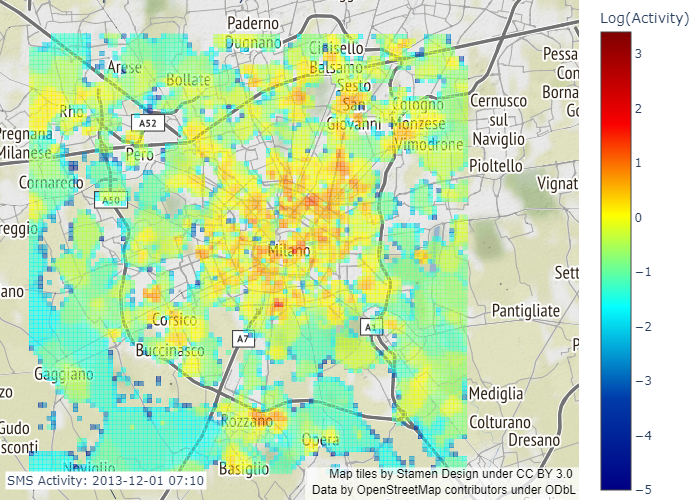 Paderno
Dugnano
Cinisello
Balsamo
Log(Activity)
3
2
1
0
−1
−2
−3
−4
−5
Arese
Bollate
Sesto
San
Giovanni
Cologno
Monzese
Vimodrone
Cernusco
sul
Naviglio
Pioltello
Pessa
Con
Borna
Go
Rho
A52
Pregnana
Milanese
Pero
Cornaredo
A50
Vignat
reggio
Milano
Sett
ano
Pantigliate
Corsico
A1
A7
Buccinasco
P
Gaggiano
zo
Mediglia
Rozzano
Colturano
Gudo
sconti
Opera
Dresano
Naviglio
Basiglio
SMS Activity: 2013-12-01 07:10
Map tiles by Stamen Design under CC BY 3.0
Data by OpenStreetMap contributors under ODbL